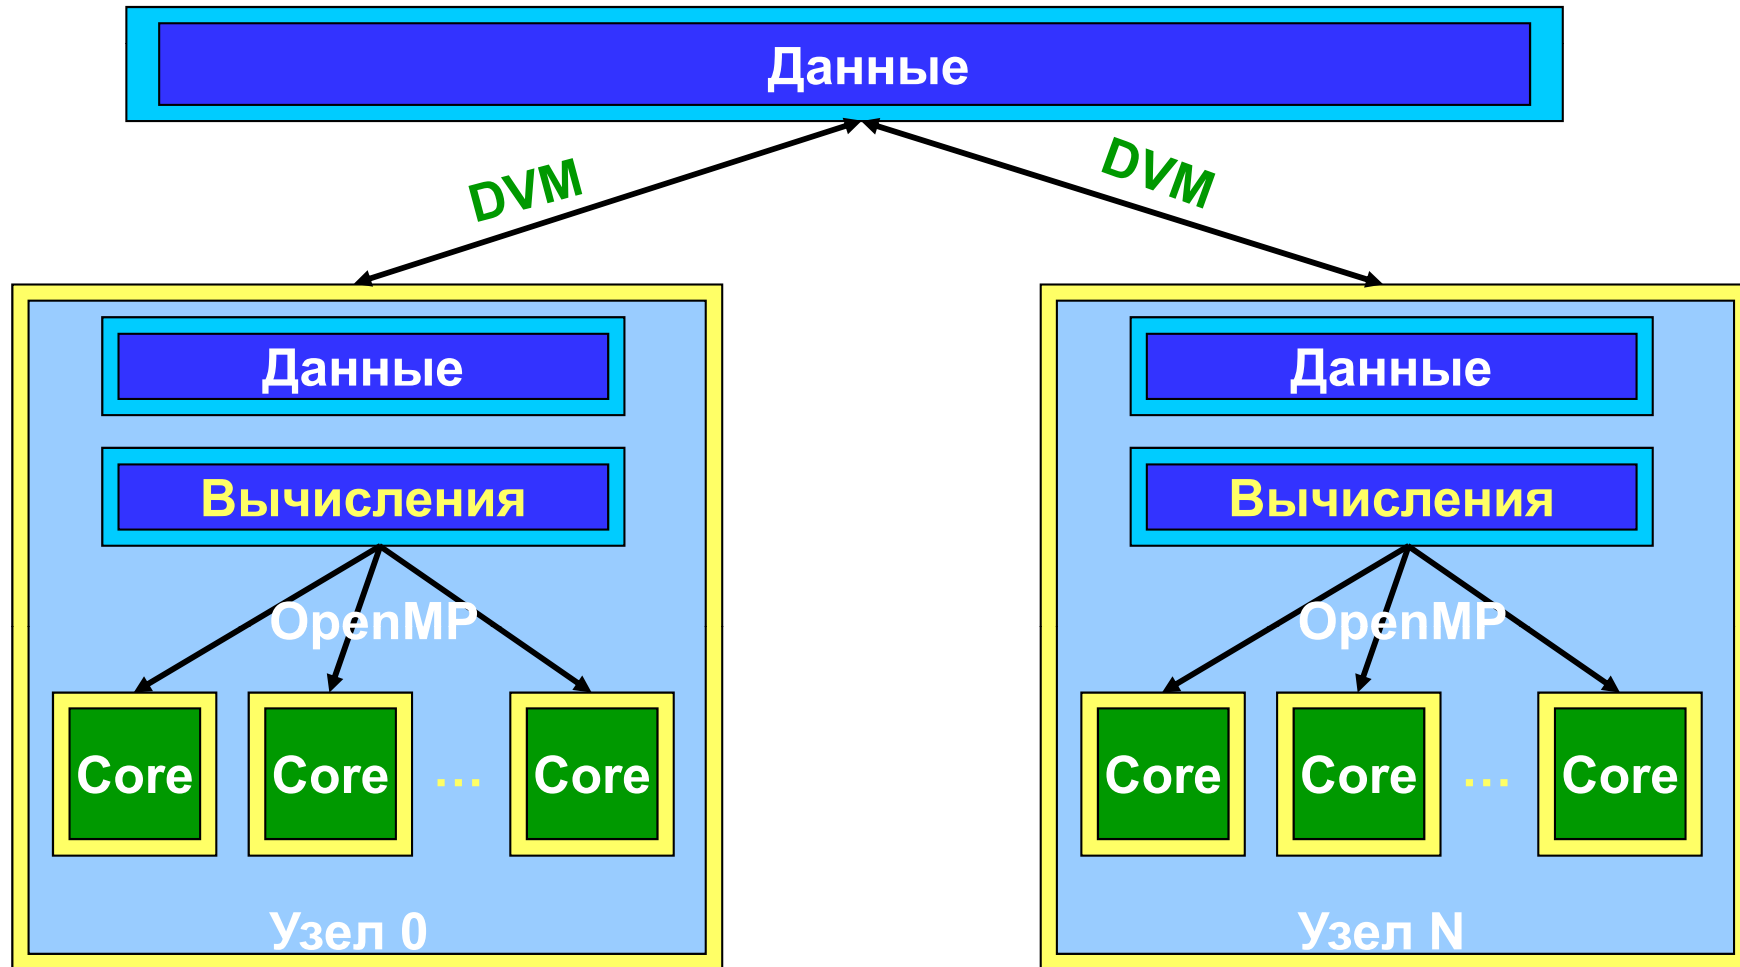 Данные
DVM
DVM
Данные
Данные
Вычисления
Вычисления
OpenMP
OpenMP
Core
Core
...
Core
Core
Core
...
Core
Узел 0
Узел N